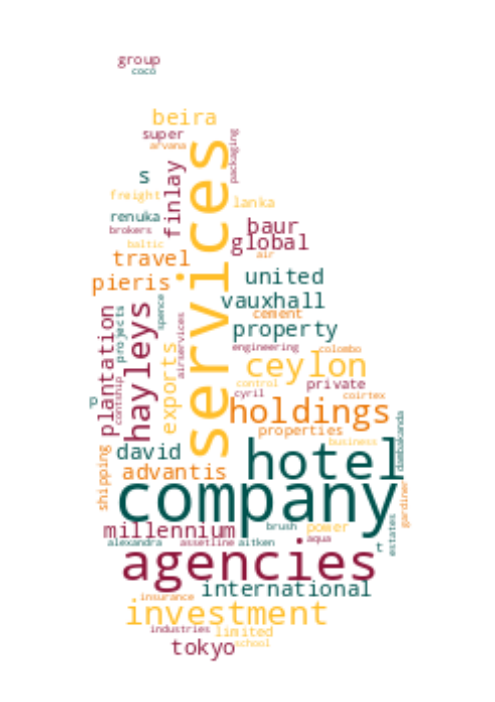 group
coco
beira
super
arvana
packaging
services
s
finlay
freight
lanka
renuka
baur
brokers
global
baltic
air
travel
pieris
united
vauxhall
spence
plantation
projects
hayleys
airservices
cement
property
exports
engineering
colombo
ceylon
contship
control
private
cyril
coirtex
p
holdings
properties
dambakanda
david
business
hotel
shipping
advantis
company
gardiner
millennium
brush
power
estates
r
alexandra
assetline
aitken
aqua
agencies
international
insurance
investment
industries
limited
tokyo
school